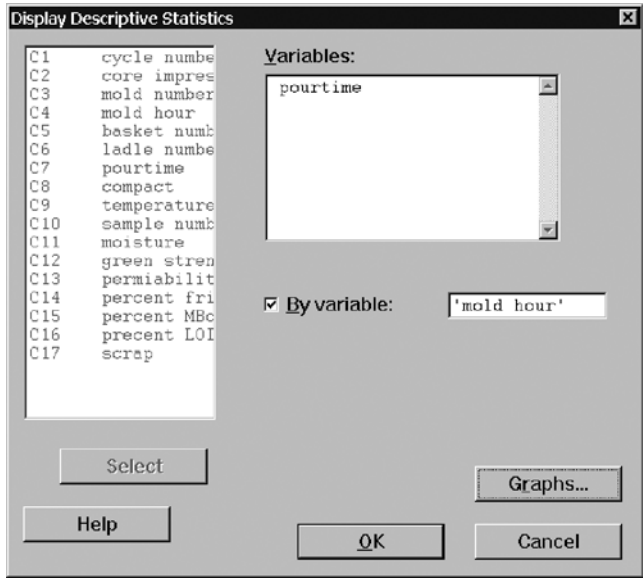 Display Descriptive Statistics
C1 cycle numbe
C2 core impres
C3 mold number
C4 mold hour
C5 basket numb
C6 ladle numbe
C7 pourtime
C8 compact
C9 temperature
C10 sample numb
C11 moisture
C12 green stren
C13 permiabilit
C14 percent fri
C15 percent MBc
C16 precent LOI
C17 scrap
Variables:
pourtime
By variable: 'mold hour'
Select
Graphs...
Help
OK
Cancel